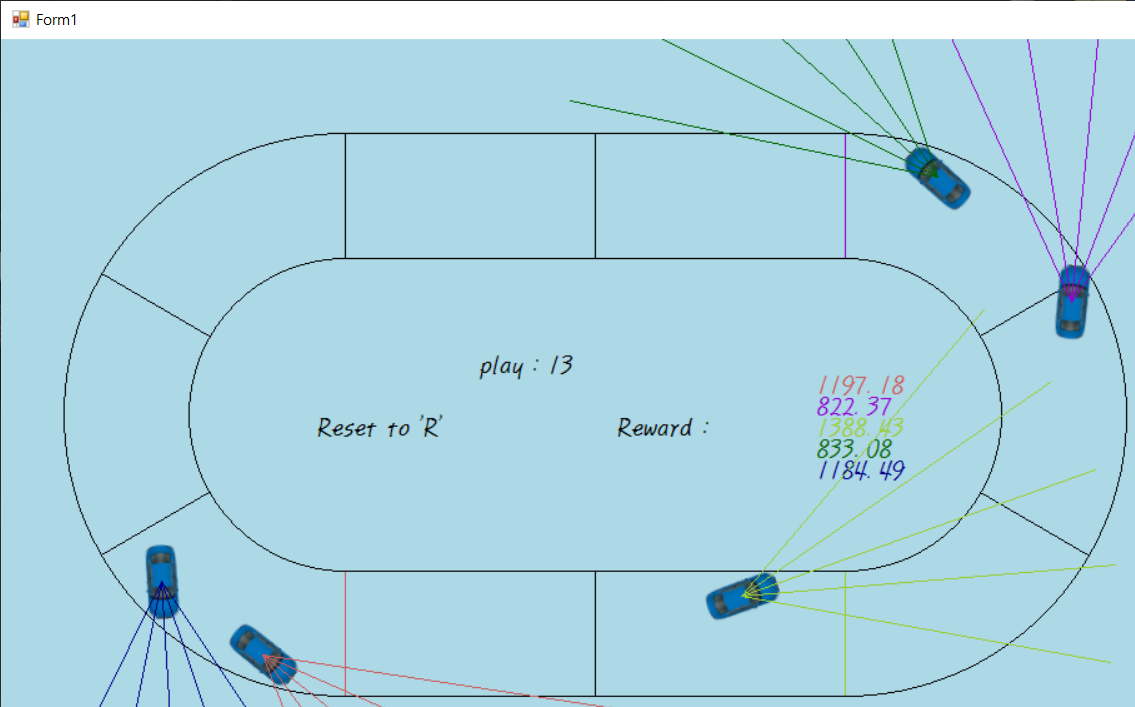 Form1
play : 13
1197.18
822.37
Reset to 'R'
Reward :
1388.43
833.08
1184.49